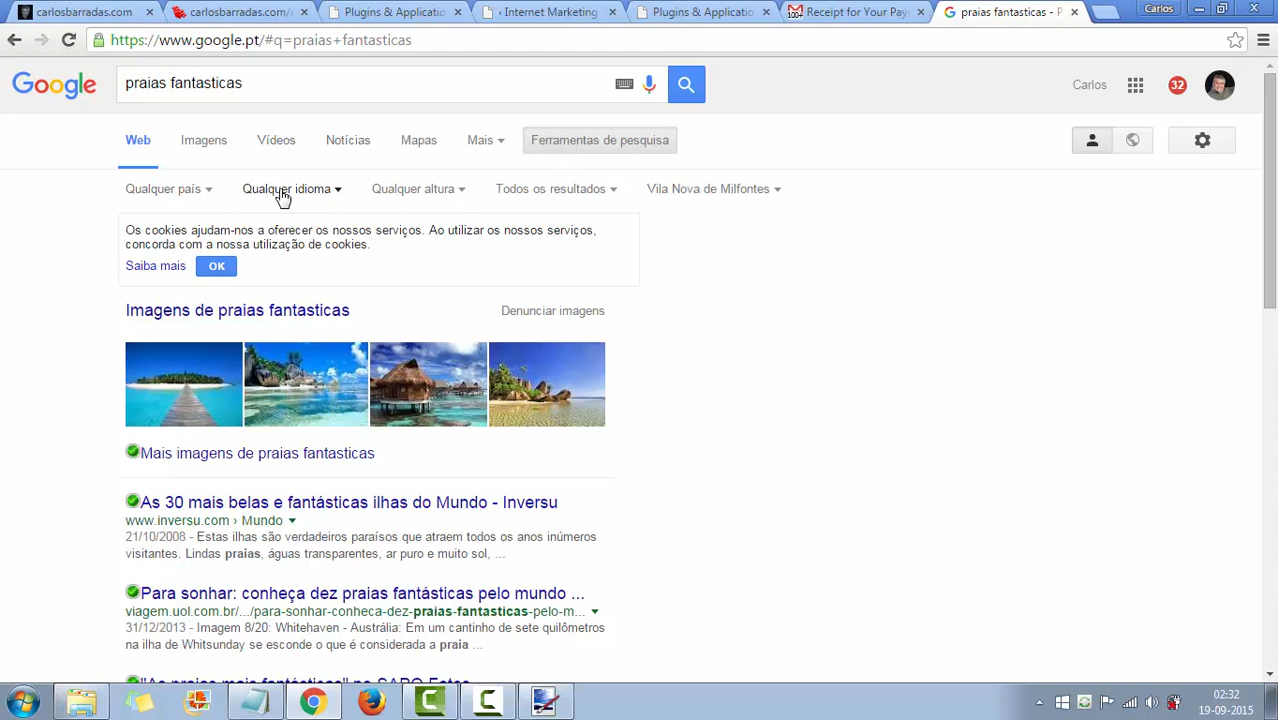 carlosbarradas.com
carlosbarradas.com/A
Plugins & Applicatio
‹ Internet Marketing
Plugins & Applicatio
Receipt for Your Pay
praias fantasticas - P
Carlos
https://www.google.pt/#q=praias+fantasticas
Google
praias fantasticas
Carlos
32
Web
Imagens
Vídeos
Notícias
Mapas
Mais
Ferramentas de pesquisa
Qualquer país
Qualquer idioma
Qualquer altura
Todos os resultados
Vila Nova de Milfontes
Os cookies ajudam-nos a oferecer os nossos serviços. Ao utilizar os nossos serviços,
concorda com a nossa utilização de cookies.
Saiba mais
OK
Imagens de praias fantasticas
Denunciar imagens
Mais imagens de praias fantasticas
As 30 mais belas e fantásticas ilhas do Mundo - Inversu
www.inversu.com › Mundo
21/10/2008 - Estas ilhas são verdadeiros paraísos que atraem todos os anos inúmeros
visitantes. Lindas praias, águas transparentes, ar puro e muito sol, ...
Para sonhar: conheça dez praias fantásticas pelo mundo ...
viagem.uol.com.br/.../para-sonhar-conheca-dez-praias-fantasticas-pelo-m...
31/12/2013 - Imagem 8/20: Whitehaven - Austrália: Em um cantinho de sete quilômetros
na ilha de Whitsunday se esconde o que é considerada a praia ...
"As praias mais fantásticas" no SAPO Fotos
02:32
19-09-2015